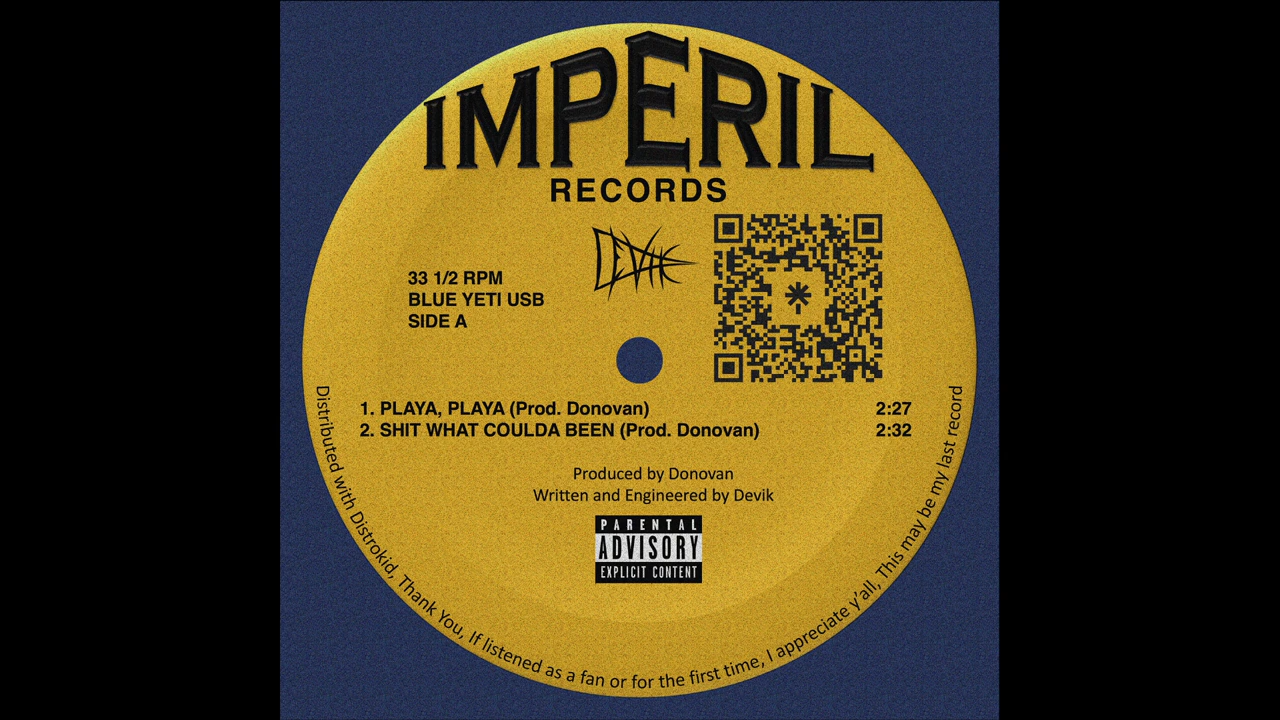 IMPERIL
RECORDS
DEVIK
33 1/2 RPM
BLUE YETI USB
SIDE A
1. PLAYA, PLAYA (Prod. Donovan) 2:27
2. SHIT WHAT COULDA BEEN (Prod. Donovan) 2:32
Produced by Donovan
Written and Engineered by Devik
PARENTAL
ADVISORY
EXPLICIT CONTENT
Distributed with Distrokid, Thank You, If listened as a fan or for the first time, I appreciate y'all, This may be my last record